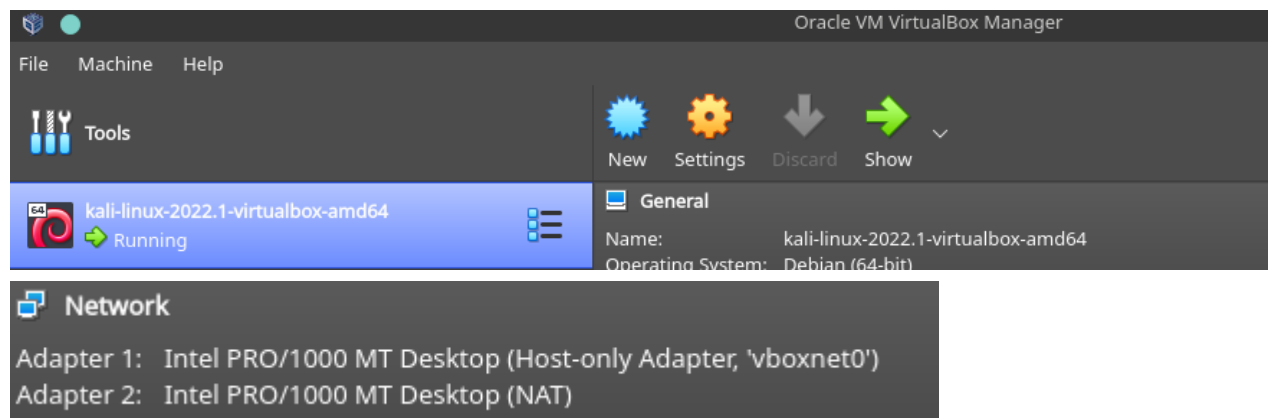 Oracle VM VirtualBox Manager
File Machine Help
Tools
New Settings Discard Show
64 kali-linux-2022.1-virtualbox-amd64
Running
General
Name: kali-linux-2022.1-virtualbox-amd64
Operating System: Debian (64-bit)
Network
Adapter 1: Intel PRO/1000 MT Desktop (Host-only Adapter, 'vboxnet0')
Adapter 2: Intel PRO/1000 MT Desktop (NAT)